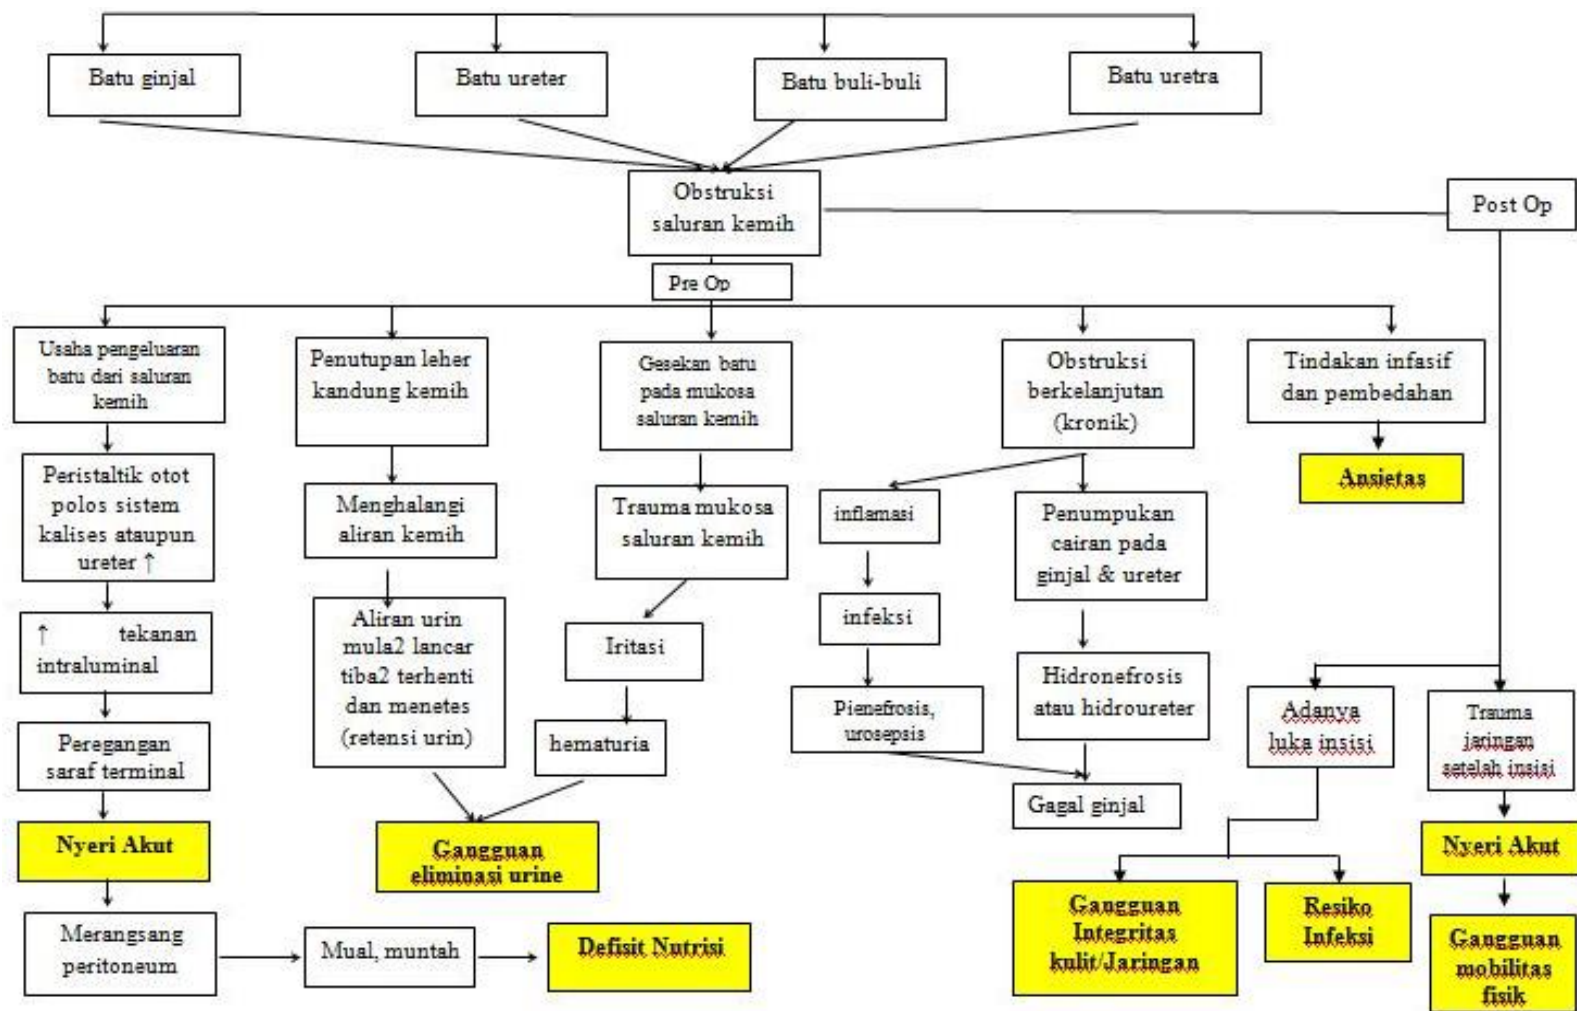 Batu ginjal
Batu ureter
Batu buli-buli
Batu uretra
Obstruksi
saluran kemih
Post Op
Pre Op
Usaha pengeluaran
batu dari saluran
kemih
Penutupan leher
kandung kemih
Gesekan batu
pada mukosa
saluran kemih
Obstruksi
berkelanjutan
(kronik)
Tindakan infasif
dan pembedahan
Peristaltik otot
polos sistem
kalises ataupun
ureter ↑
Menghalangi
aliran kemih
Trauma mukosa
saluran kemih
inflamasi
Penumpukan
cairan pada
ginjal & ureter
Ansietas
↑ tekanan
intraluminal
Aliran urin
mula2 lancar
tiba2 terhenti
dan menetes
(retensi urin)
Iritasi
infeksi
Hidronefrosis
atau hidroureter
Peregangan
saraf terminal
hematuria
Pienefrosis,
urosepsis
Adanya
luka insisi
Trauma
jaringan
setelah insisi
Gagal ginjal
Nyeri Akut
Gangguan
eliminasi urine
Nyeri Akut
Gangguan
Integritas
kulit/Jaringan
Resiko
Infeksi
Merangsang
peritoneum
Mual, muntah
Defisit Nutrisi
Gangguan
mobilitas
fisik